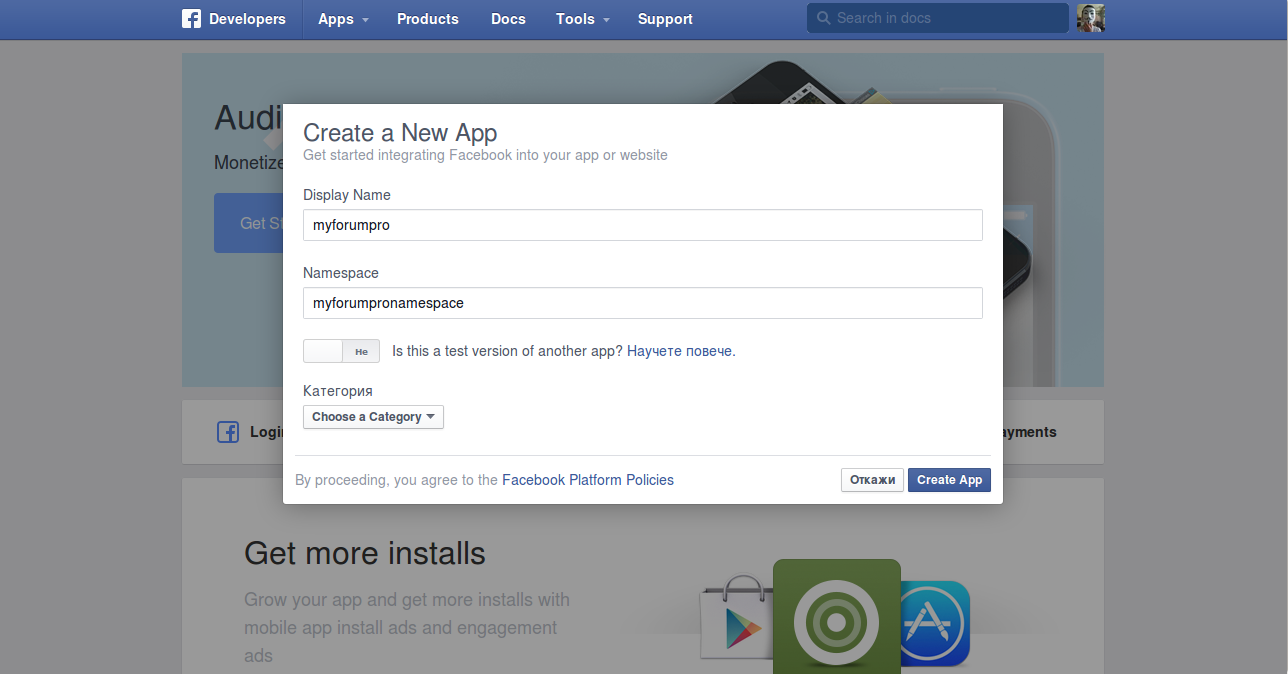 Developers Apps Products Docs Tools Support Search in docs
Audi
Monetize
Get St
Create a New App
Get started integrating Facebook into your app or website
Display Name
myforumpro
Namespace
myforumpronamespace
Не Is this a test version of another app? Научете повече.
Категория
Choose a Category
By proceeding, you agree to the Facebook Platform Policies Откажи Create App
Login ayments
Get more installs
Grow your app and get more installs with
mobile app install ads and engagement
ads